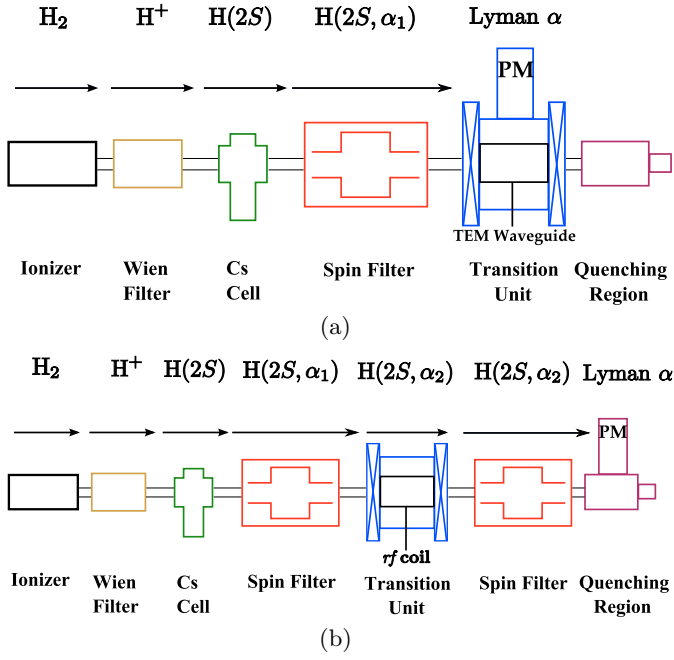 H₂ H⁺ H(2S) H(2S, α₁) Lyman α
PM
TEM Waveguide
Ionizer Wien Cs Spin Filter Transition Quenching
Filter Cell Unit Region
(a)
H₂ H⁺ H(2S) H(2S, α₁) H(2S, α₂) H(2S, α₂) Lyman α
PM
rf coil
Ionizer Wien Cs Spin Filter Transition Spin Filter Quenching
Filter Cell Unit Region
(b)